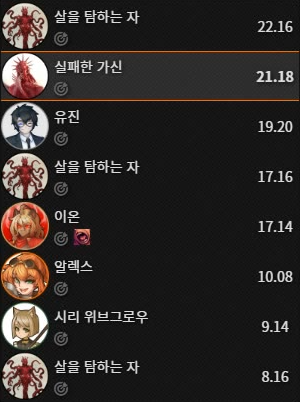 살을 탐하는 자 22.16
실패한 가신 21.18
유진 19.20
살을 탐하는 자 17.16
이온 17.14
알렉스 10.08
시리 위브그로우 9.14
살을 탐하는 자 8.16